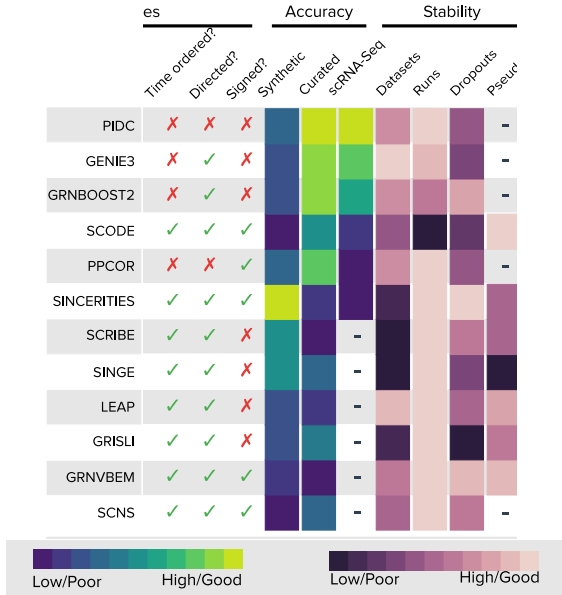 es Accuracy Stability
Time ordered? Directed? Signed? Synthetic Curated scRNA-Seq Datasets Runs Dropouts Pseud
PIDC ✗ ✗ ✗ -
GENIE3 ✗ ✓ ✗ -
GRNBOOST2 ✗ ✓ ✗ -
SCODE ✓ ✓ ✓
PPCOR ✗ ✗ ✓ -
SINCERITIES ✓ ✓ ✓
SCRIBE ✓ ✓ ✗ -
SINGE ✓ ✓ ✗ -
LEAP ✓ ✓ ✗ -
GRISLI ✓ ✓ ✗ -
GRNVBEM ✓ ✓ ✓ -
SCNS ✓ ✓ ✓ - -
Low/Poor High/Good Low/Poor High/Good